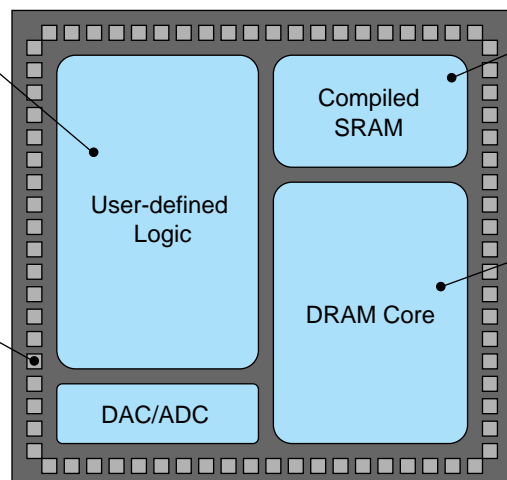 Compiled
SRAM
User-defined
Logic
DRAM Core
DAC/ADC